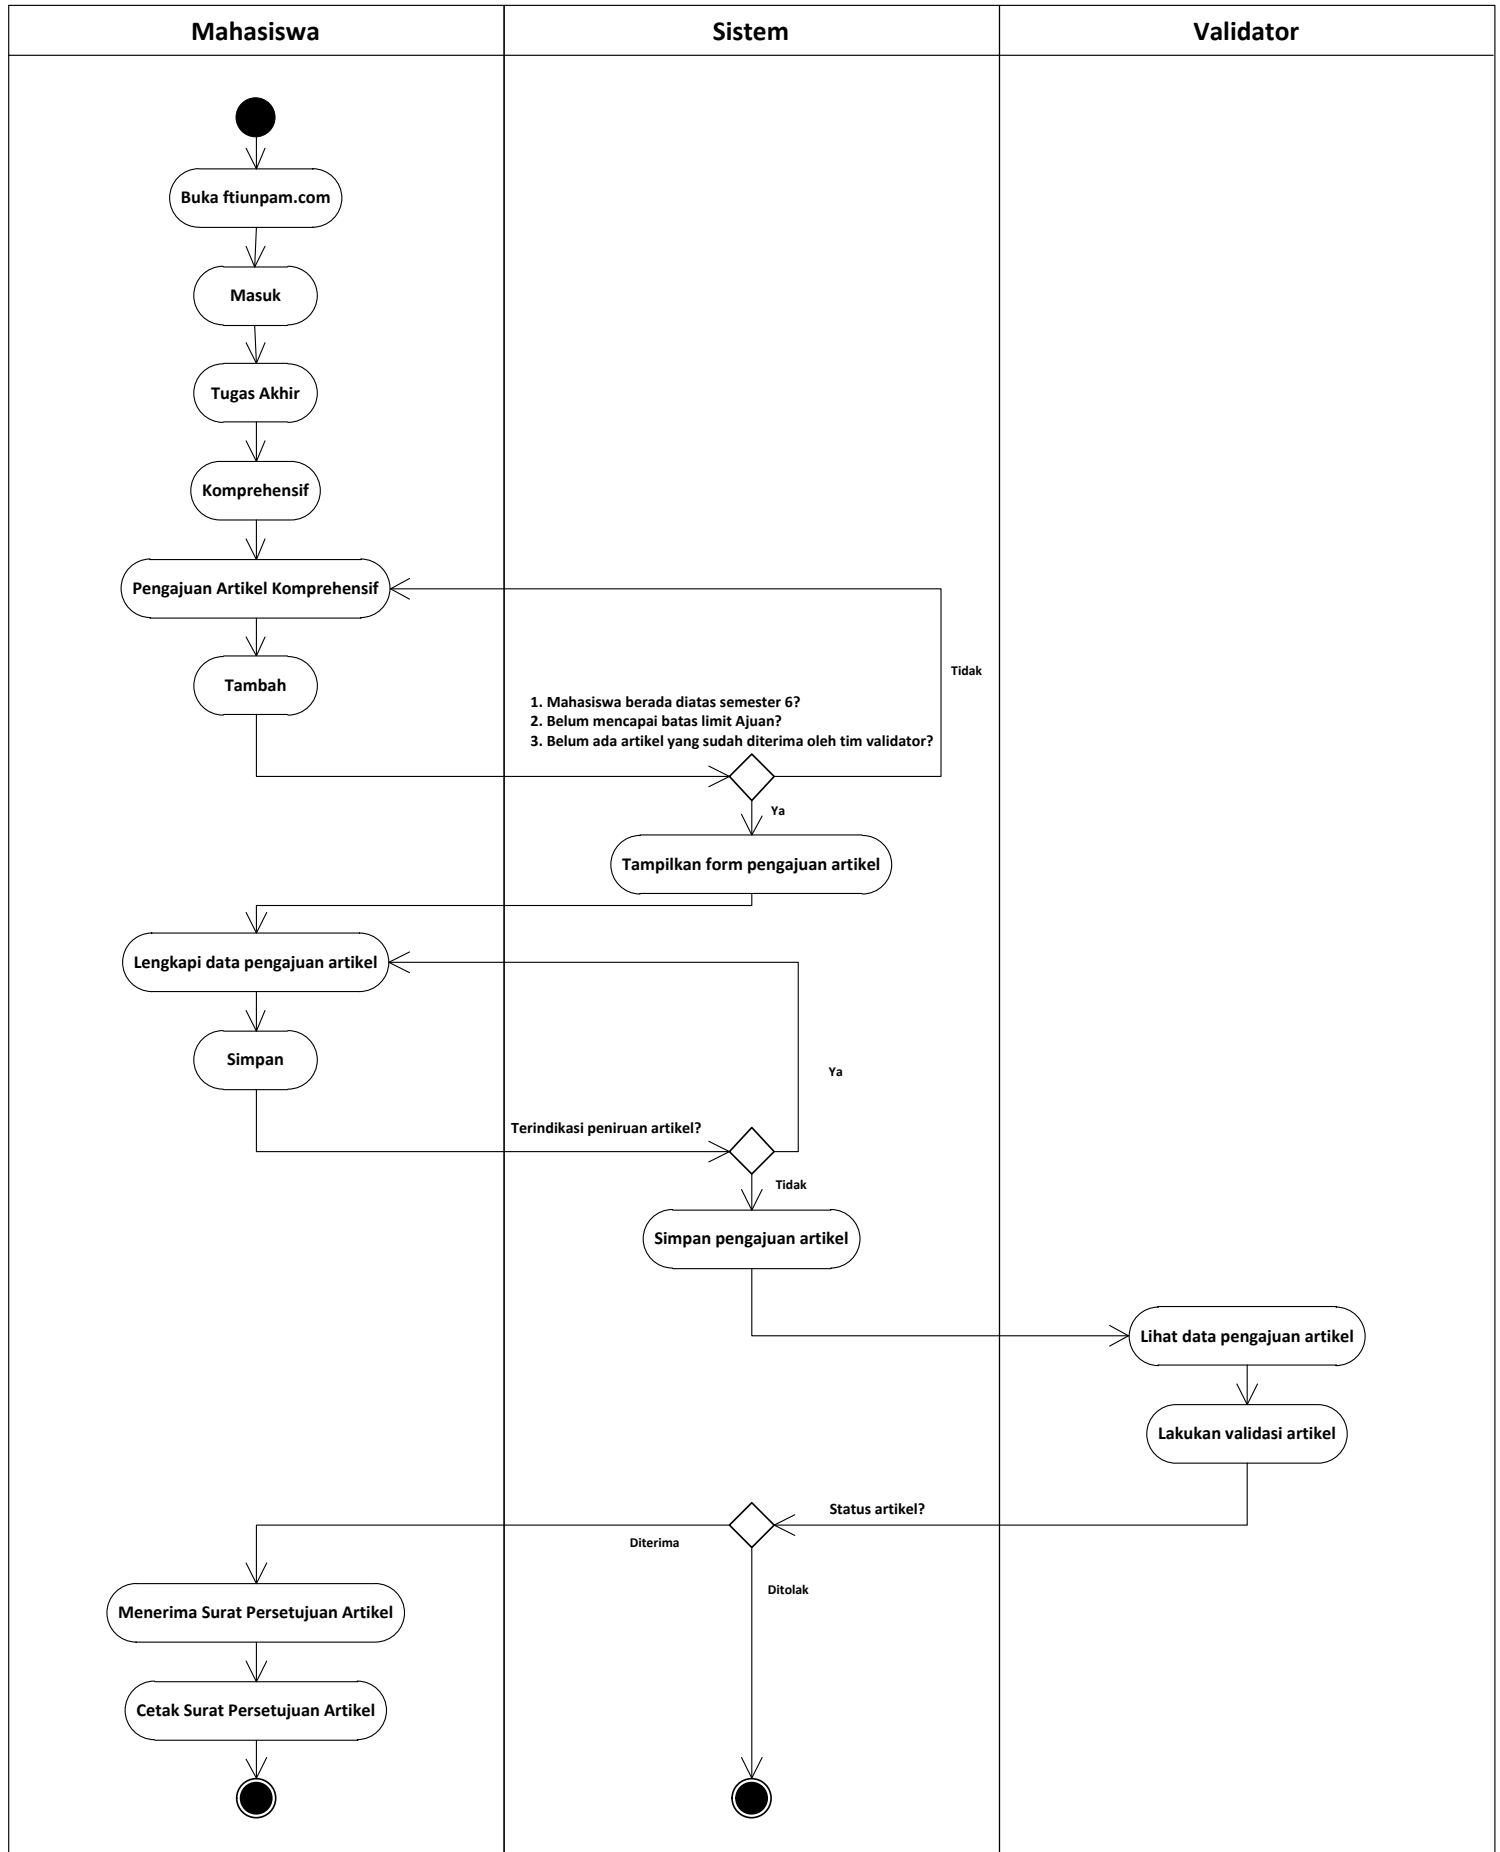 Mahasiswa
Sistem
Validator
Buka ftiunpam.com
Masuk
Tugas Akhir
Komprehensif
Pengajuan Artikel Komprehensif
Tambah
Tidak
1. Mahasiswa berada diatas semester 6?
2. Belum mencapai batas limit Ajuan?
3. Belum ada artikel yang sudah diterima oleh tim validator?
Ya
Tampilkan form pengajuan artikel
Lengkapi data pengajuan artikel
Simpan
Ya
Terindikasi peniruan artikel?
Tidak
Simpan pengajuan artikel
Lihat data pengajuan artikel
Lakukan validasi artikel
Status artikel?
Diterima
Ditolak
Menerima Surat Persetujuan Artikel
Cetak Surat Persetujuan Artikel